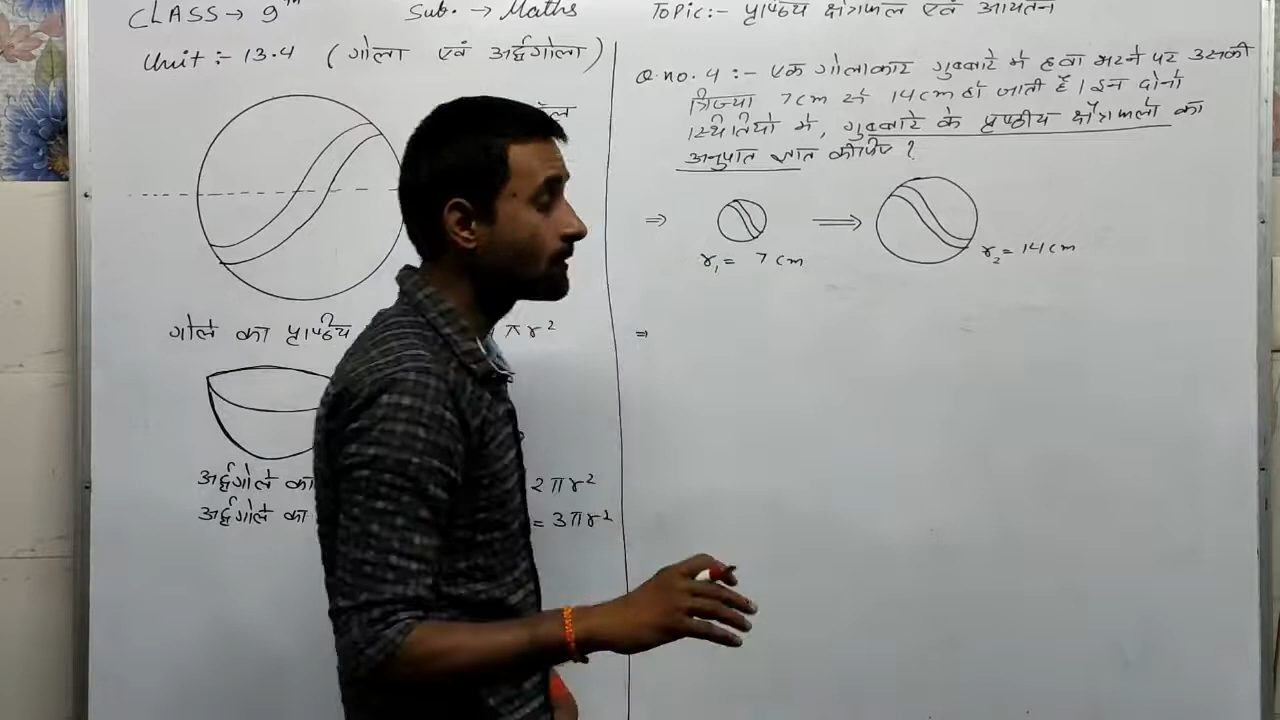 CLASS → 9th Sub. → Maths Topic:- पृष्ठीय क्षेत्रफल एवं आयतन
Unit :- 13.4 (गोला एवं अर्द्धगोला)
गोले का पृष्ठीय πr²
अर्द्धगोले का 2πr²
अर्द्धगोले का = 3πr²
Q.no. 4 :- एक गोलाकार गुब्बारे में हवा भरने पर उसकी
त्रिज्या 7cm से 14cm हो जाती है। इन दोनों
स्थितियों में, गुब्बारे के पृष्ठीय क्षेत्रफलों का
अनुपात ज्ञात कीजिए ?
⇒ ⟹
r₁ = 7cm r₂ = 14cm
⇒